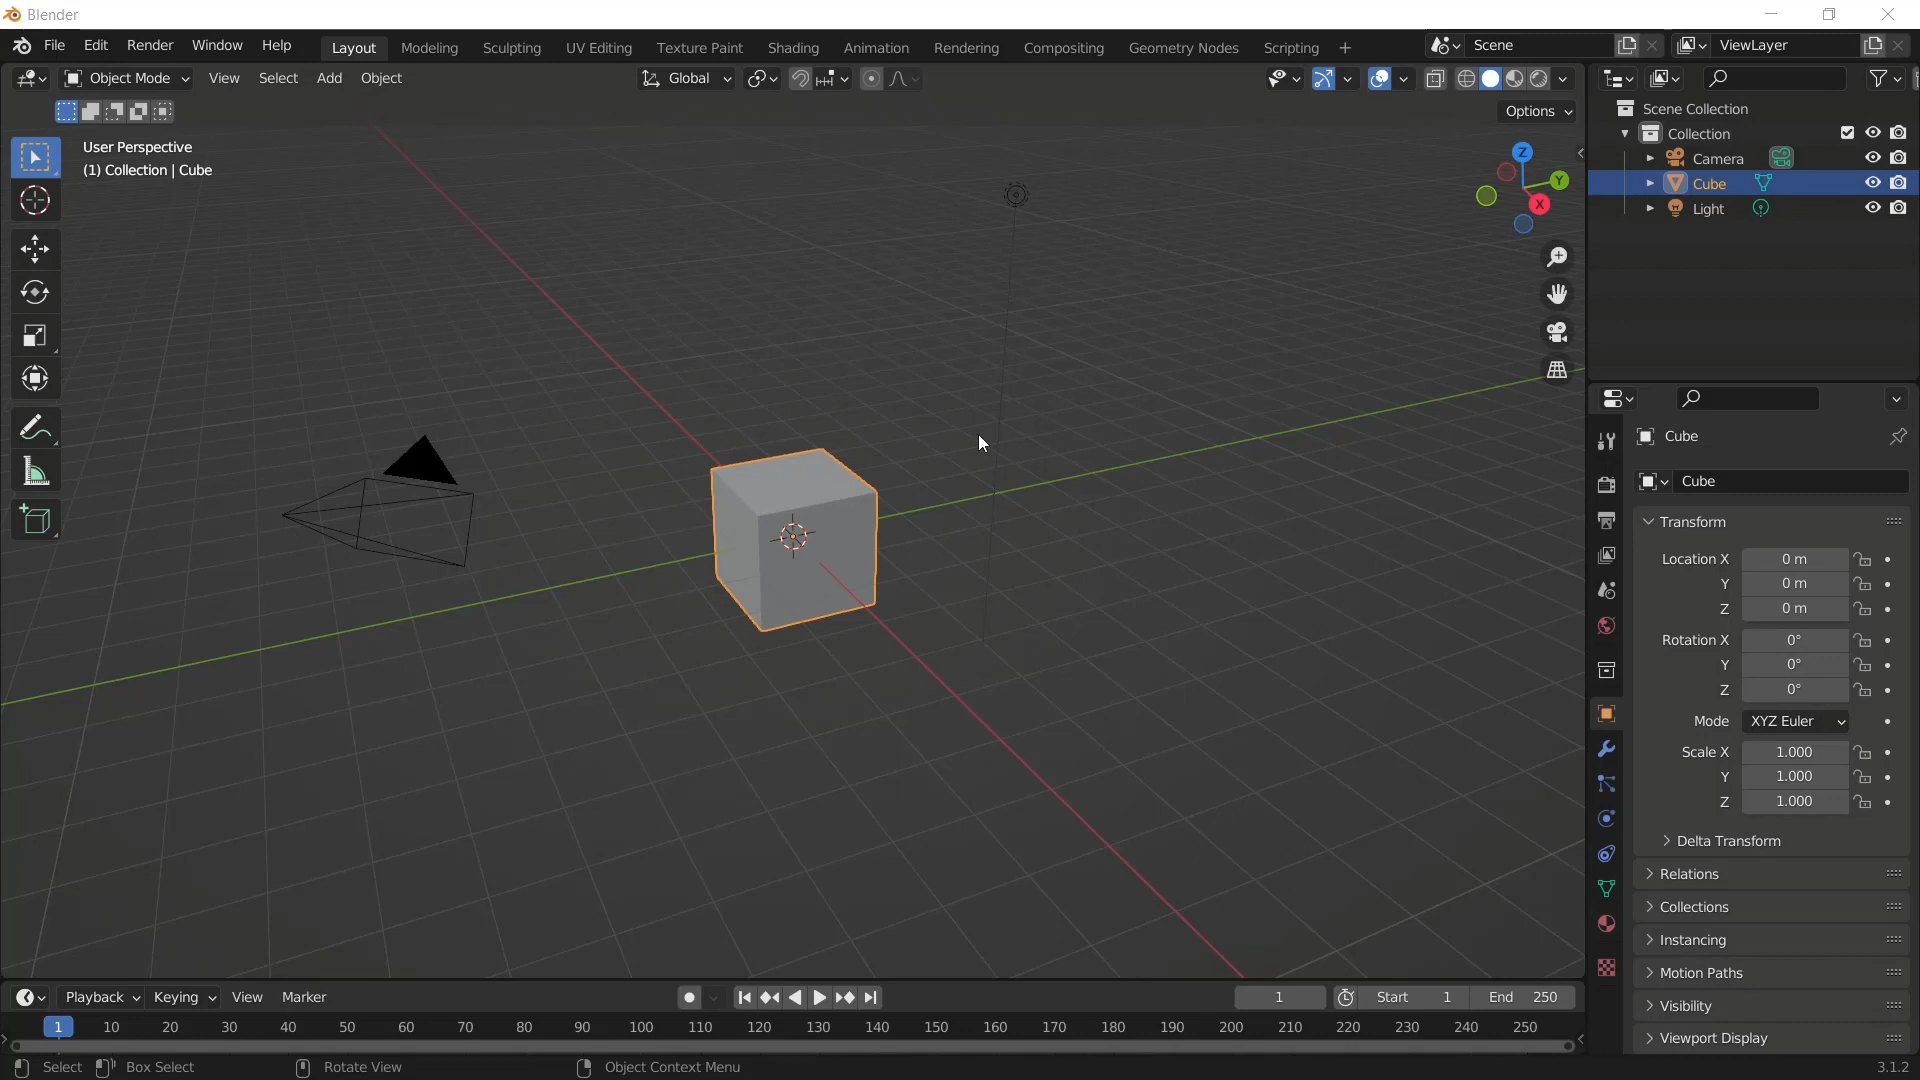 Blender
File Edit Render Window Help Layout Modeling Sculpting UV Editing Texture Paint Shading Animation Rendering Compositing Geometry Nodes Scripting + Scene ViewLayer
Object Mode View Select Add Object Global
Options
User Perspective
(1) Collection | Cube
Z
Y
X
Scene Collection
Collection
Camera
Cube
Light
Cube
Cube
Transform
Location X 0 m
Y 0 m
Z 0 m
Rotation X 0°
Y 0°
Z 0°
Mode XYZ Euler
Scale X 1.000
Y 1.000
Z 1.000
Delta Transform
Relations
Collections
Instancing
Motion Paths
Visibility
Viewport Display
Playback Keying View Marker 1 Start 1 End 250
1 10 20 30 40 50 60 70 80 90 100 110 120 130 140 150 160 170 180 190 200 210 220 230 240 250
Select Box Select Rotate View Object Context Menu 3.1.2